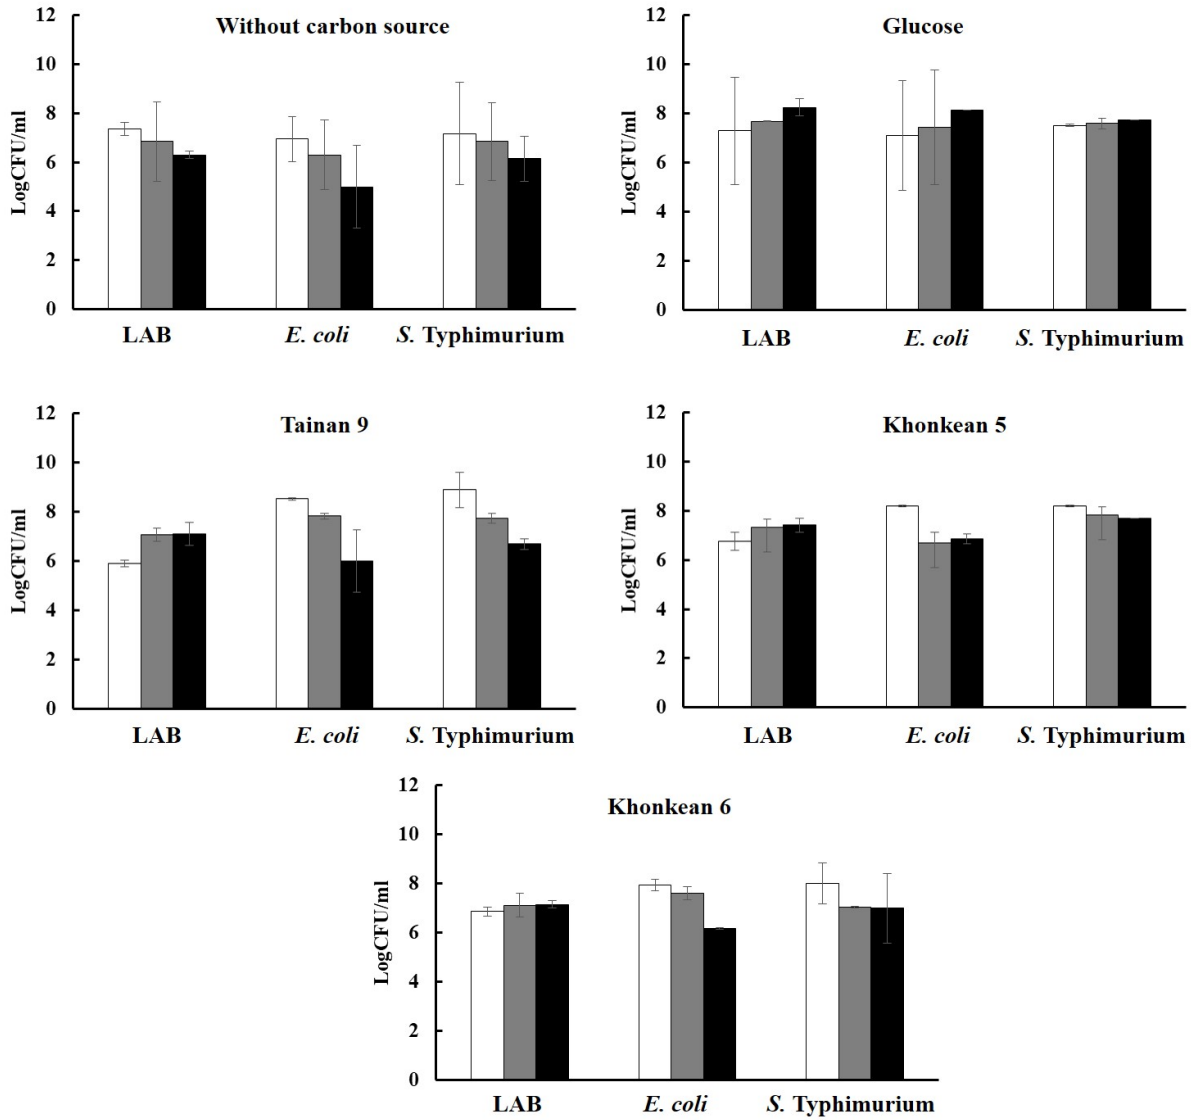 Without carbon source
12
10
8
6
4
2
0
LogCFU/ml
LAB E. coli S. Typhimurium
Glucose
12
10
8
6
4
2
0
LogCFU/ml
LAB E. coli S. Typhimurium
Tainan 9
12
10
8
6
4
2
0
LogCFU/ml
LAB E. coli S. Typhimurium
Khonkean 5
12
10
8
6
4
2
0
LogCFU/ml
LAB E. coli S. Typhimurium
Khonkean 6
12
10
8
6
4
2
0
LogCFU/ml
LAB E. coli S. Typhimurium